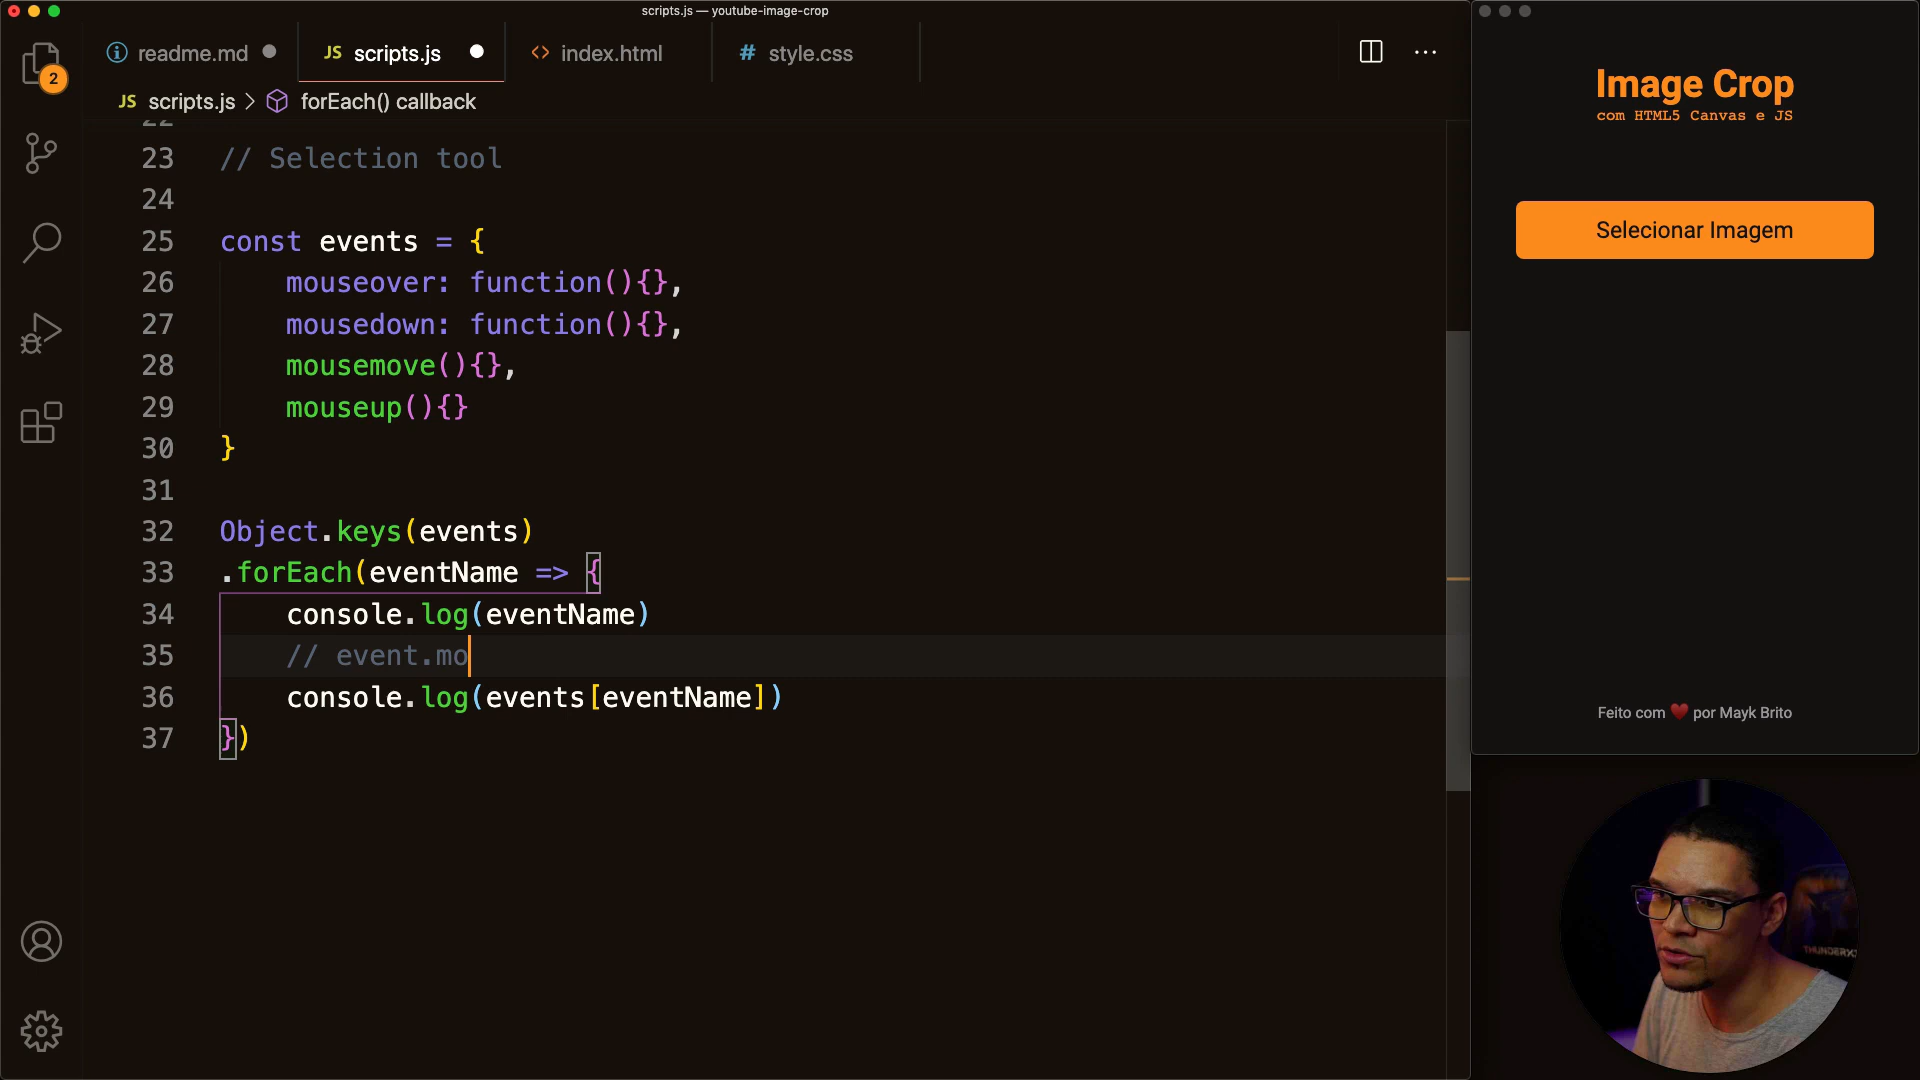 scripts.js — youtube-image-crop
readme.md
JS scripts.js
<> index.html
# style.css
2
JS scripts.js > forEach() callback
22
23 // Selection tool
24
25 const events = {
26 mouseover: function(){},
27 mousedown: function(){},
28 mousemove(){},
29 mouseup(){}
30 }
31
32 Object.keys(events)
33 .forEach(eventName => {
34 console.log(eventName)
35 // event.mo
36 console.log(events[eventName])
37 })
Image Crop
com HTML5 Canvas e JS
Selecionar Imagem
Feito com ❤️ por Mayk Brito